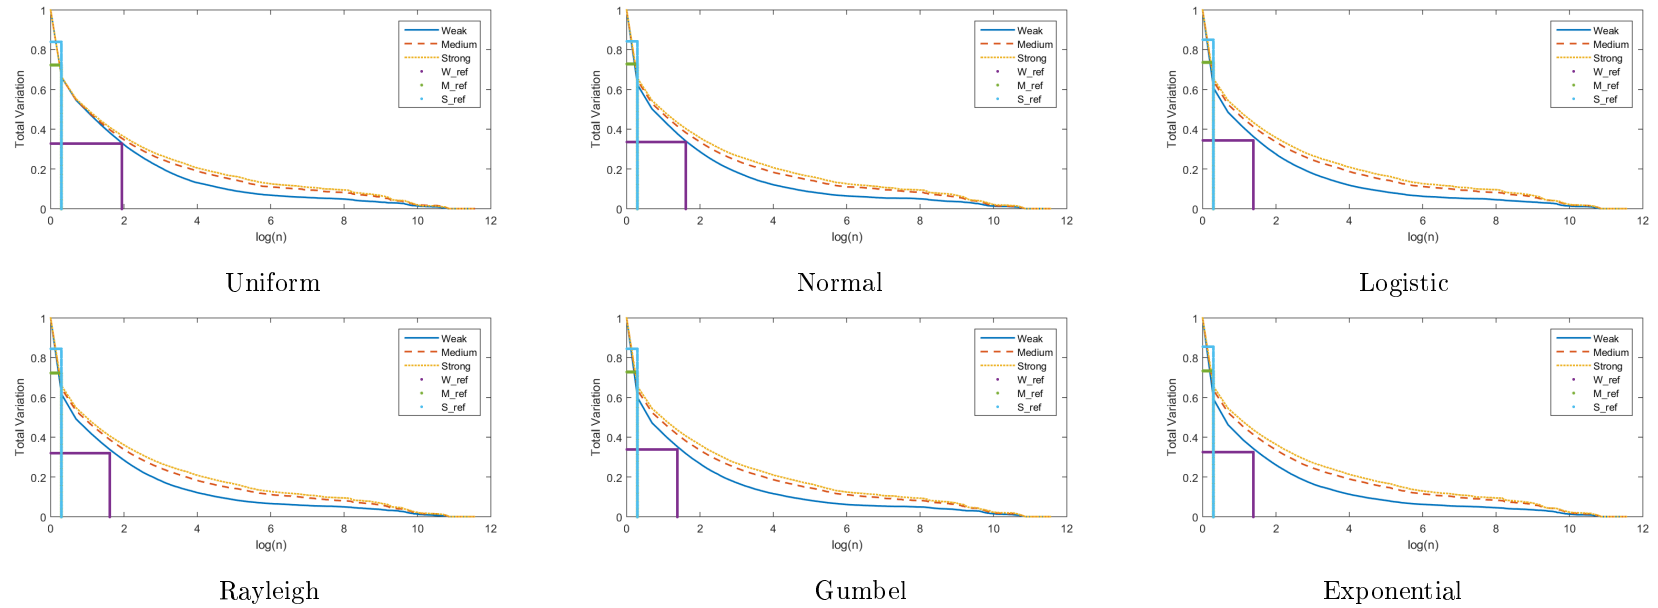 1
0.8
0.6
0.4
0.2
0
Total Variation
0 2 4 6 8 10 12
log(n)
Weak
Medium
Strong
W_ref
M_ref
S_ref
Uniform
1
0.8
0.6
0.4
0.2
0
Total Variation
0 2 4 6 8 10 12
log(n)
Weak
Medium
Strong
W_ref
M_ref
S_ref
Normal
1
0.8
0.6
0.4
0.2
0
Total Variation
0 2 4 6 8 10 12
log(n)
Weak
Medium
Strong
W_ref
M_ref
S_ref
Logistic
1
0.8
0.6
0.4
0.2
0
Total Variation
0 2 4 6 8 10 12
log(n)
Weak
Medium
Strong
W_ref
M_ref
S_ref
Rayleigh
1
0.8
0.6
0.4
0.2
0
Total Variation
0 2 4 6 8 10 12
log(n)
Weak
Medium
Strong
W_ref
M_ref
S_ref
Gumbel
1
0.8
0.6
0.4
0.2
0
Total Variation
0 2 4 6 8 10 12
log(n)
Weak
Medium
Strong
W_ref
M_ref
S_ref
Exponential